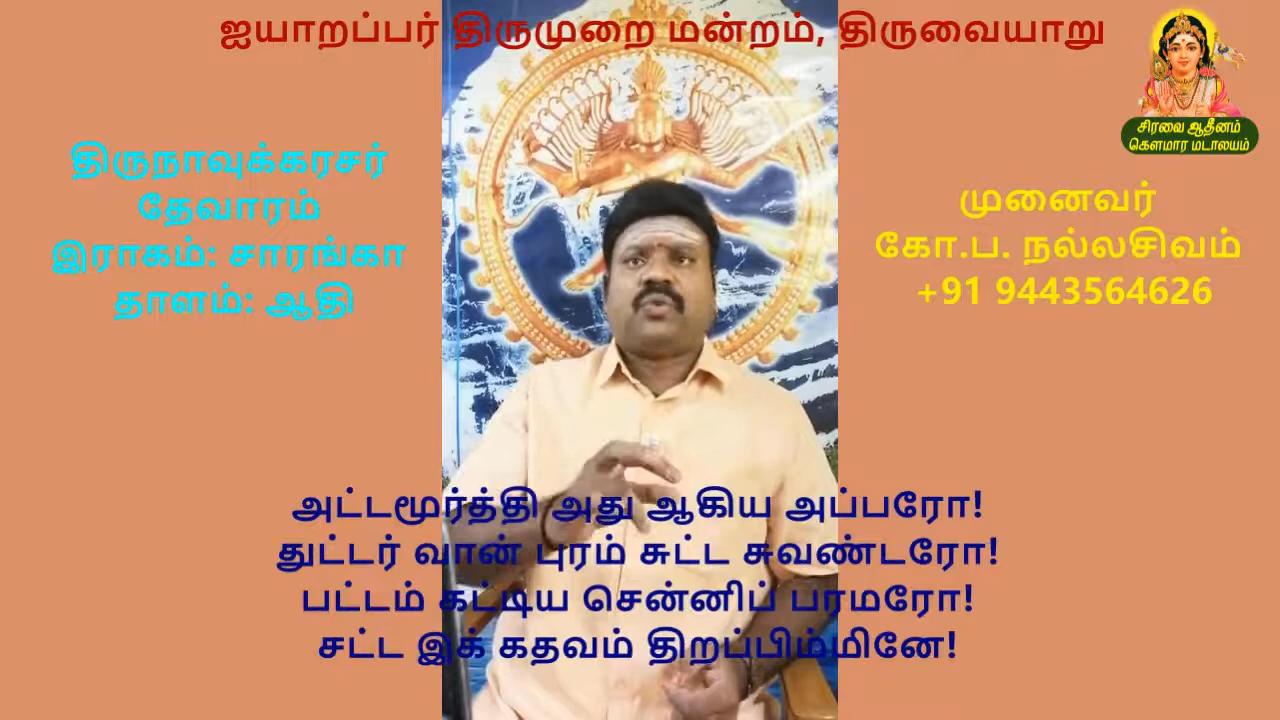 ஐயாறப்பர் திருமுறை மன்றம், திருவையாறு
சிரவை ஆதீனம்
கௌமார மடாலயம்
திருநாவுக்கரசர்
தேவாரம்
இராகம்: சாரங்கா
தாளம்: ஆதி
முனைவர்
கோ.ப. நல்லசிவம்
+91 9443564626
அட்டமூர்த்தி அது ஆகிய அப்பரோ!
துட்டர் வான் புரம் சுட்ட சுவண்டரோ!
பட்டம் கட்டிய சென்னிப் பரமரோ!
சட்ட இக் கதவம் திறப்பிம்மினே!